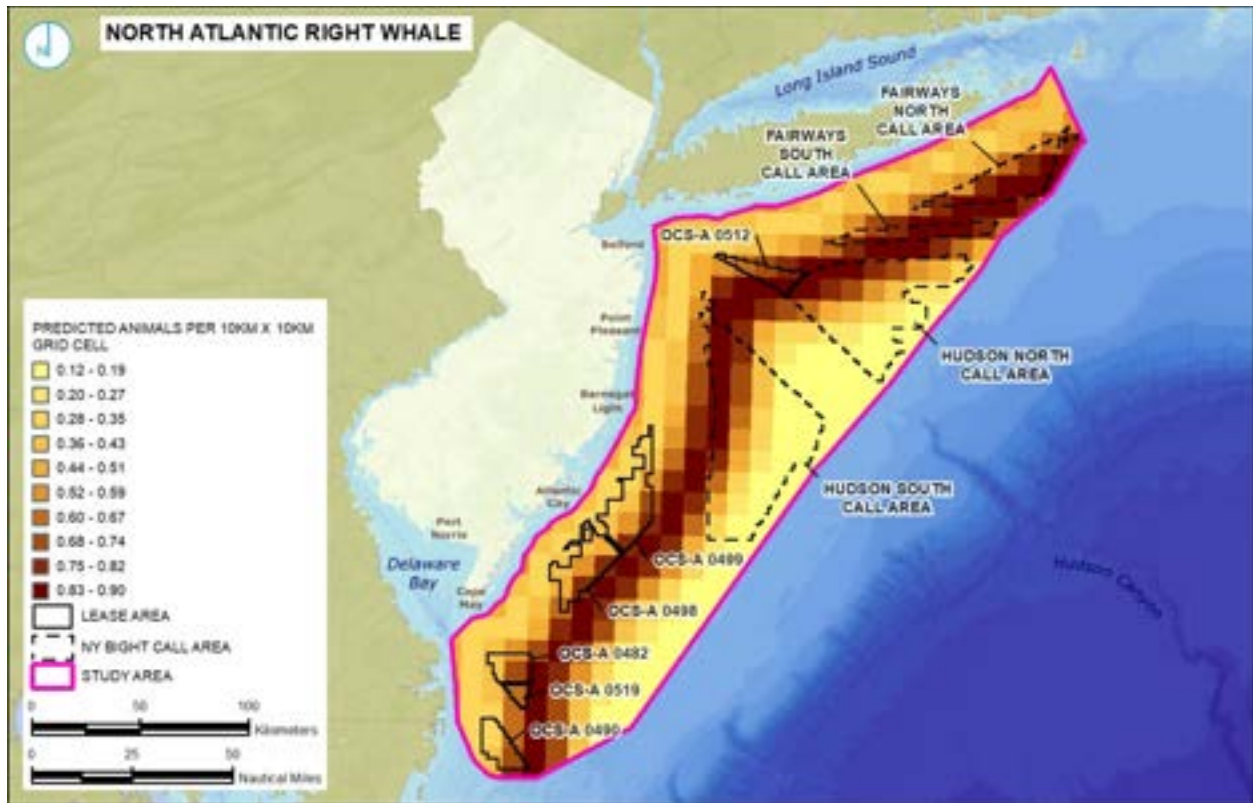 N
NORTH ATLANTIC RIGHT WHALE
Long Island Sound
FAIRWAYS
NORTH
CALL AREA
FAIRWAYS
SOUTH
CALL AREA
OCS-A 0512
Belford
Point
Pleasant
HUDSON NORTH
CALL AREA
Barnegat
Light
HUDSON SOUTH
CALL AREA
Atlantic
City
Port
Norris
OCS-A 0499
Delaware
Bay
Cape
May
OCS-A 0498
Hudson Canyon
OCS-A 0482
OCS-A 0519
OCS-A 0490
PREDICTED ANIMALS PER 10KM X 10KM
GRID CELL
0.12 - 0.19
0.20 - 0.27
0.28 - 0.35
0.36 - 0.43
0.44 - 0.51
0.52 - 0.59
0.60 - 0.67
0.68 - 0.74
0.75 - 0.82
0.83 - 0.90
LEASE AREA
NY BIGHT CALL AREA
STUDY AREA
0 50 100
Kilometers
0 25 50
Nautical Miles